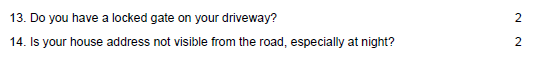 13. Do you have a locked gate on your driveway? 2
14. Is your house address not visible from the road, especially at night? 2